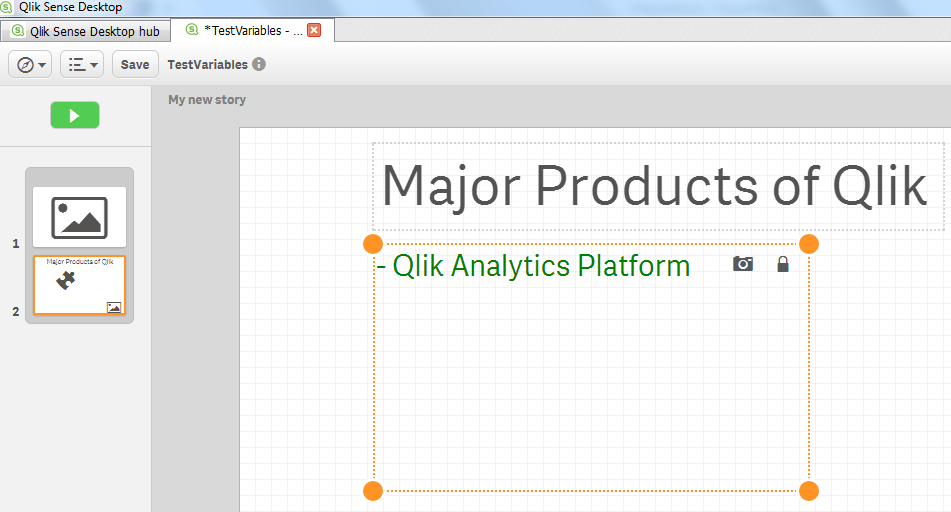 Qlik Sense Desktop
Qlik Sense Desktop hub
*TestVariables - ...
Save
TestVariables
My new story
Major Products of Qlik
- Qlik Analytics Platform
1
Major Products of Qlik
2